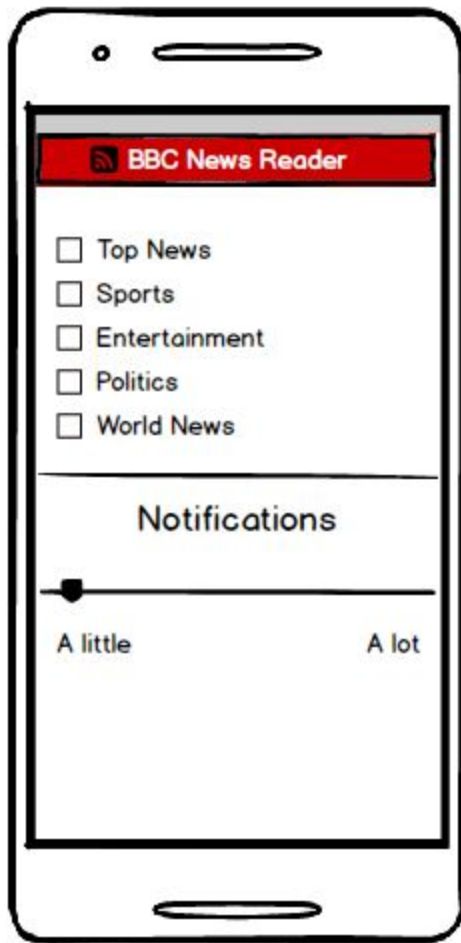 BBC News Reader
Top News
Sports
Entertainment
Politics
World News
Notifications
A little A lot